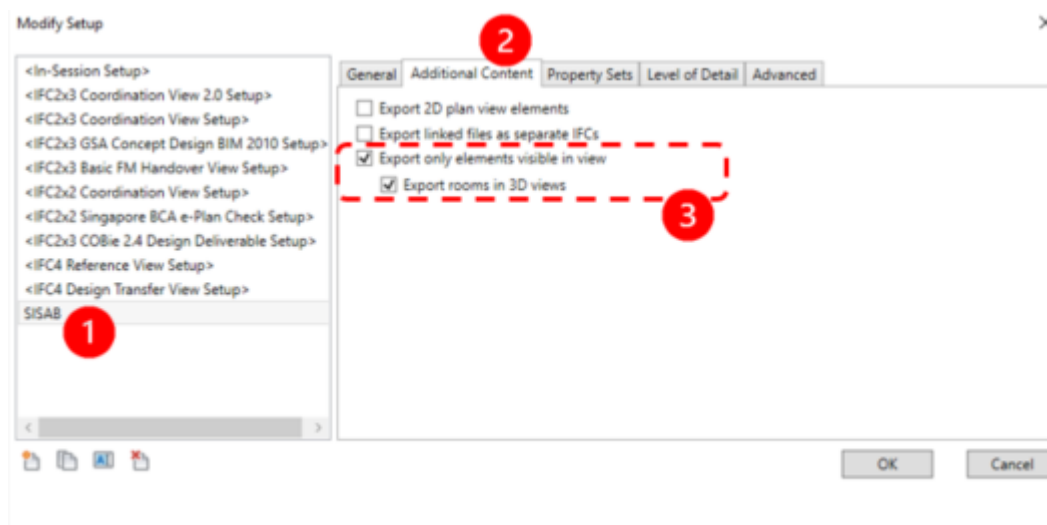 Modify Setup
2
<In-Session Setup>
<IFC2x3 Coordination View 2.0 Setup>
<IFC2x3 Coordination View Setup>
<IFC2x3 GSA Concept Design BIM 2010 Setup>
<IFC2x3 Basic FM Handover View Setup>
<IFC2x2 Coordination View Setup>
<IFC2x2 Singapore BCA e-Plan Check Setup>
<IFC2x3 COBie 2.4 Design Deliverable Setup>
<IFC4 Reference View Setup>
<IFC4 Design Transfer View Setup>
SISAB
1
General Additional Content Property Sets Level of Detail Advanced
Export 2D plan view elements
Export linked files as separate IFCs
Export only elements visible in view
Export rooms in 3D views
3
OK Cancel